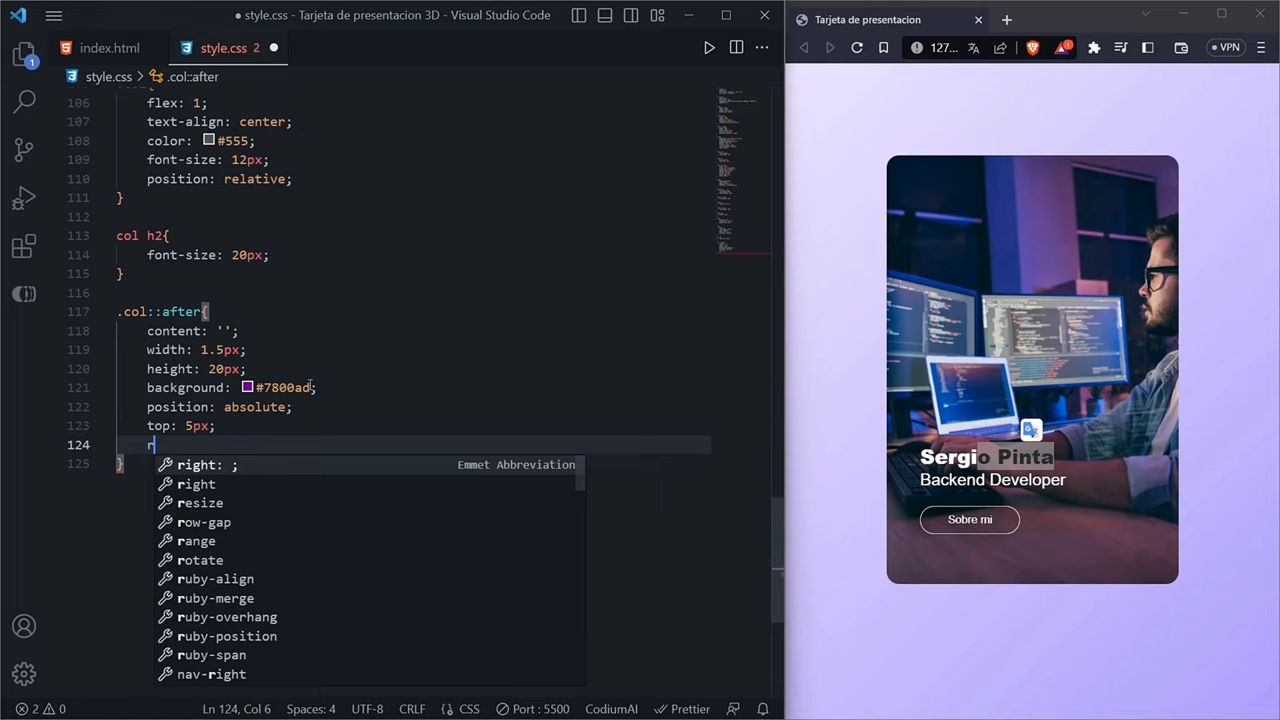 ● style.css - Tarjeta de presentacion 3D - Visual Studio Code
index.html
style.css 2 ●
style.css > .col::after
106 flex: 1;
107 text-align: center;
108 color: #555;
109 font-size: 12px;
110 position: relative;
111 }
112
113 col h2{
114 font-size: 20px;
115 }
116
117 .col::after{
118 content: '';
119 width: 1.5px;
120 height: 20px;
121 background: #7800ad;
122 position: absolute;
123 top: 5px;
124 r
125 }
right: ; Emmet Abbreviation
right
resize
row-gap
range
rotate
ruby-align
ruby-merge
ruby-overhang
ruby-position
ruby-span
nav-right
1
2 0
Ln 124, Col 6
Spaces: 4
UTF-8
CRLF
{} CSS
Port : 5500
CodiumAI
Prettier
Tarjeta de presentacion
127...
1
VPN
Sergio Pinta
Backend Developer
Sobre mi